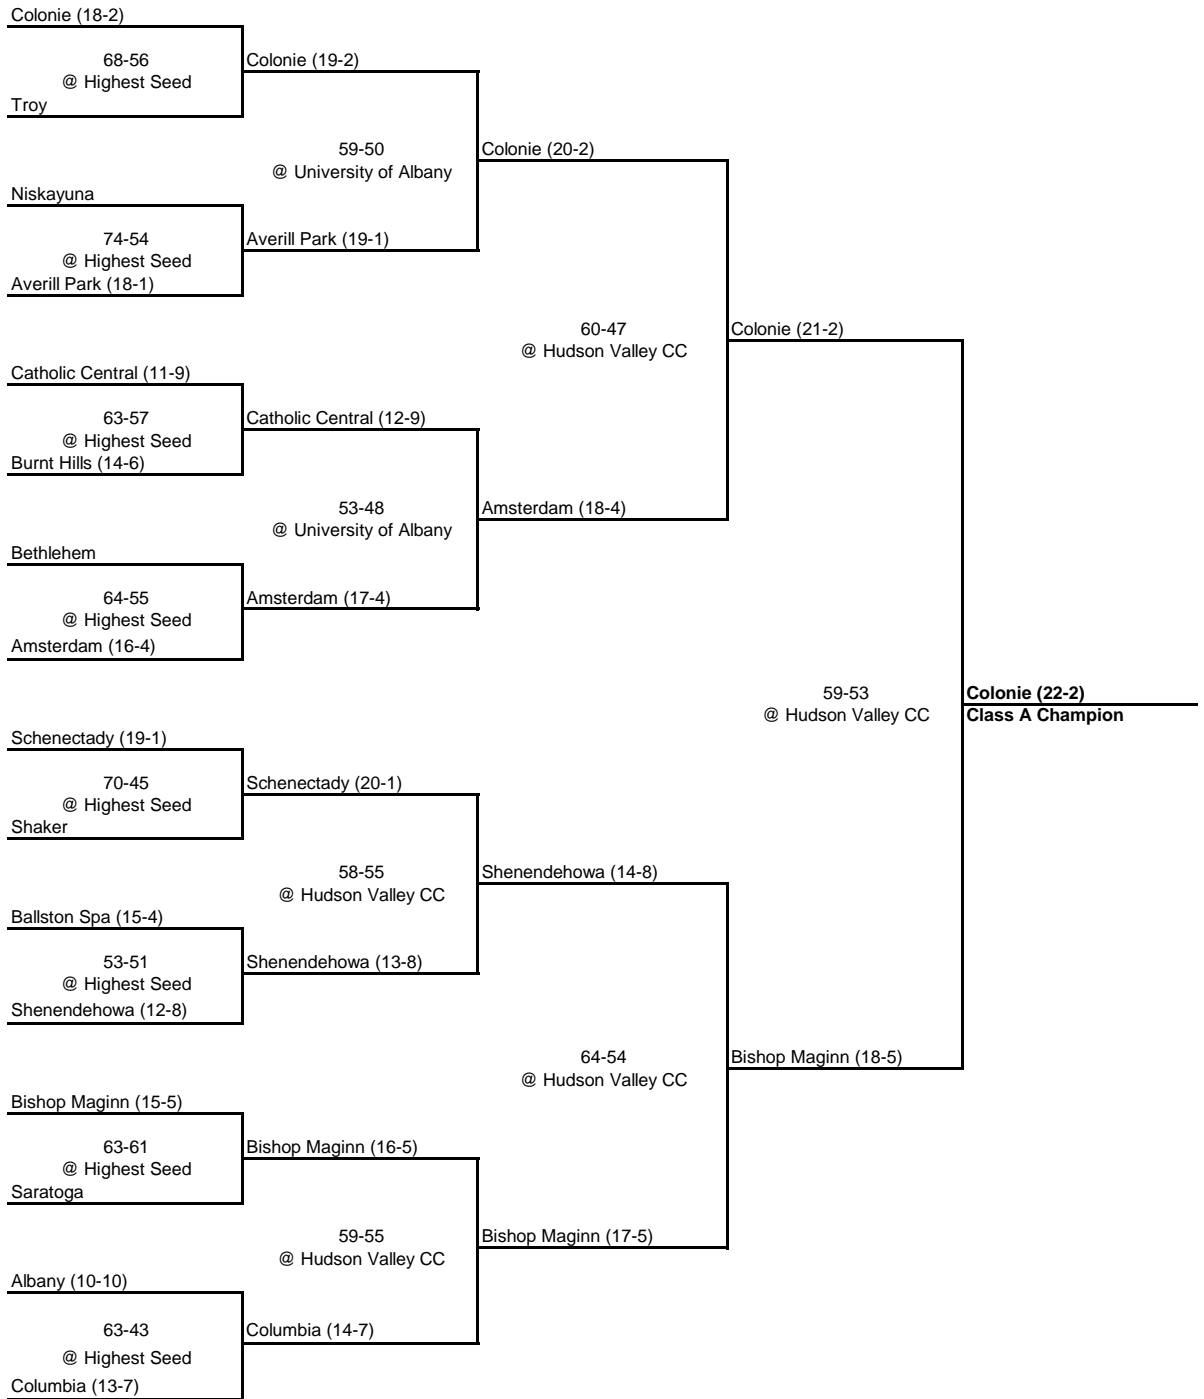 Colonie (18-2)
68-56
@ Highest Seed
Troy
Colonie (19-2)
59-50
@ University of Albany
Colonie (20-2)
Niskayuna
74-54
@ Highest Seed
Averill Park (18-1)
Averill Park (19-1)
60-47
@ Hudson Valley CC
Colonie (21-2)
Catholic Central (11-9)
63-57
@ Highest Seed
Burnt Hills (14-6)
Catholic Central (12-9)
53-48
@ University of Albany
Amsterdam (18-4)
Bethlehem
64-55
@ Highest Seed
Amsterdam (16-4)
Amsterdam (17-4)
59-53
@ Hudson Valley CC
Colonie (22-2)
Class A Champion
Schenectady (19-1)
70-45
@ Highest Seed
Shaker
Schenectady (20-1)
58-55
@ Hudson Valley CC
Shenendehowa (14-8)
Ballston Spa (15-4)
53-51
@ Highest Seed
Shenendehowa (12-8)
Shenendehowa (13-8)
64-54
@ Hudson Valley CC
Bishop Maginn (18-5)
Bishop Maginn (15-5)
63-61
@ Highest Seed
Saratoga
Bishop Maginn (16-5)
59-55
@ Hudson Valley CC
Bishop Maginn (17-5)
Albany (10-10)
63-43
@ Highest Seed
Columbia (13-7)
Columbia (14-7)